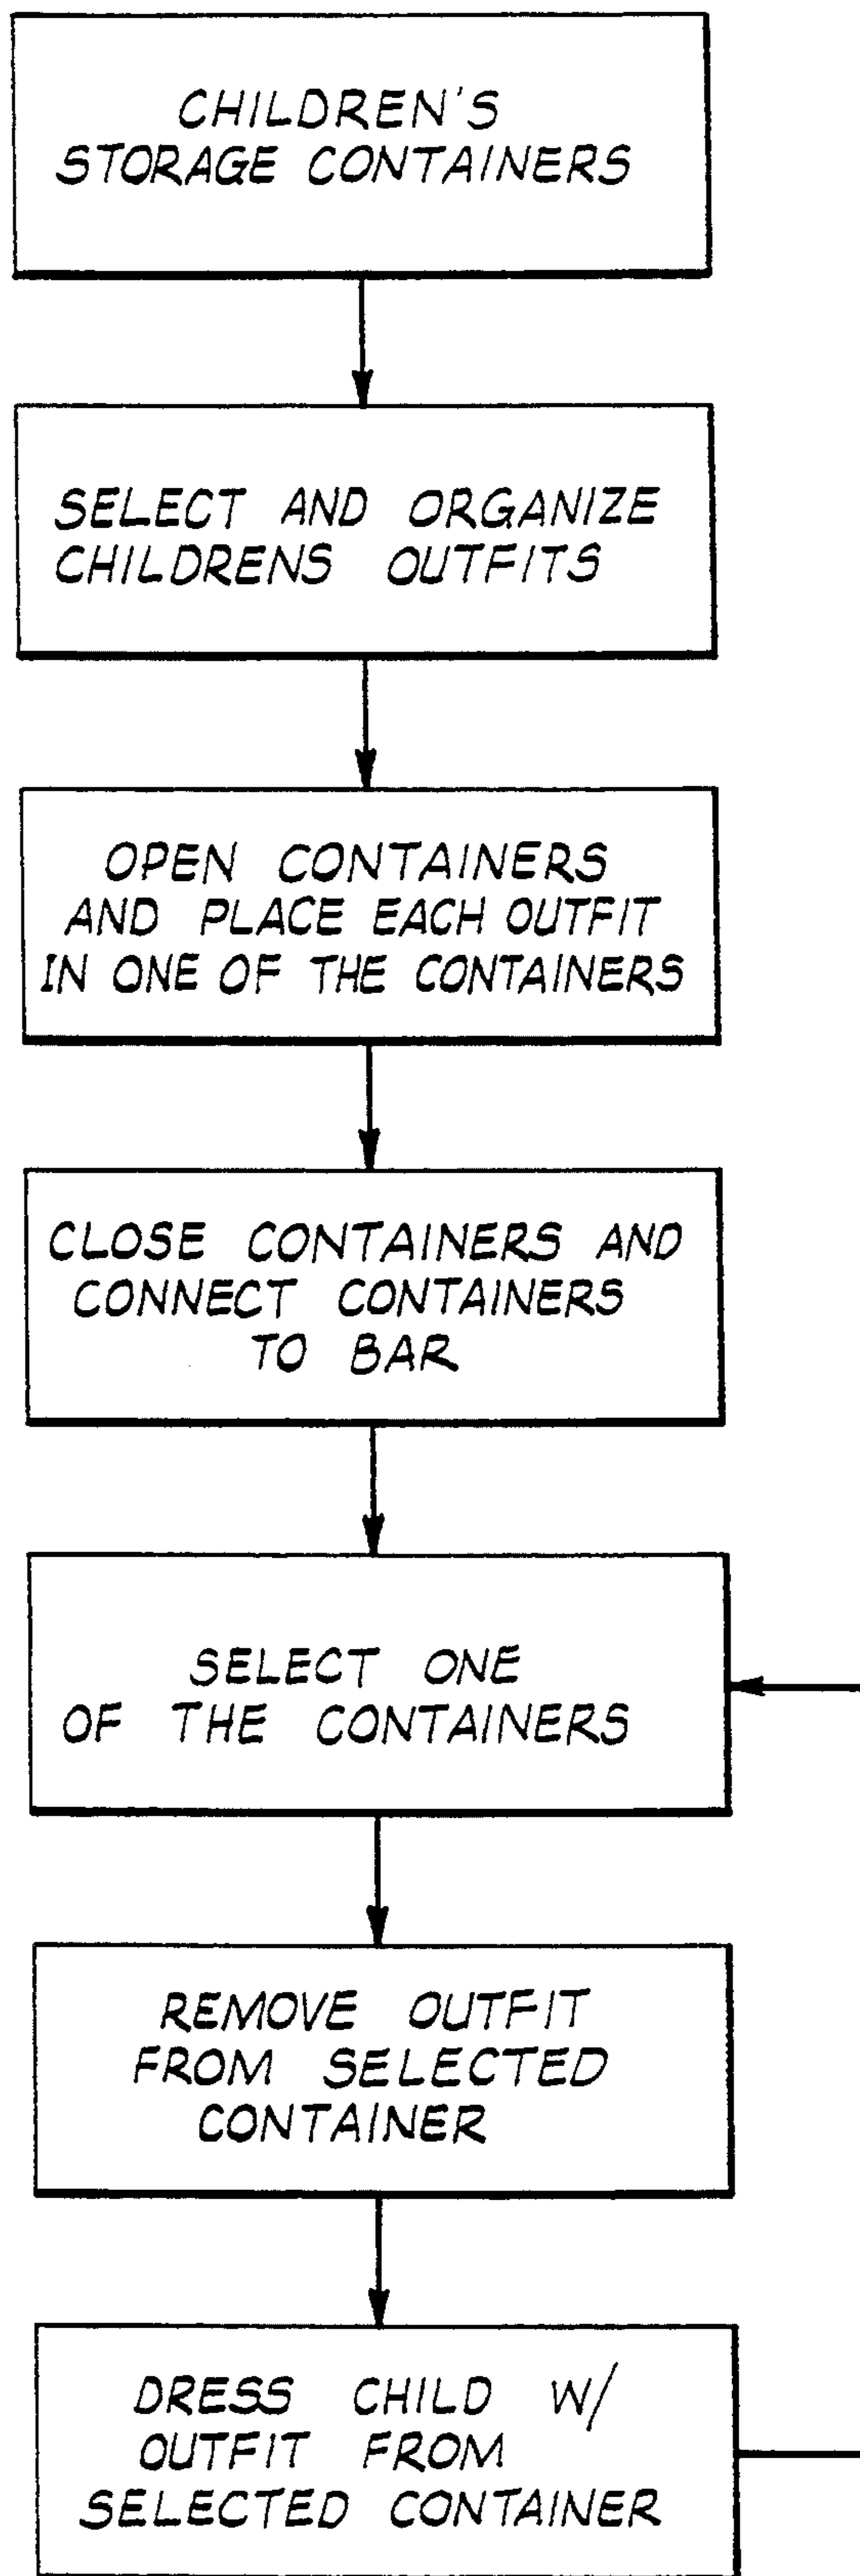 CHILDREN'S
STORAGE CONTAINERS
SELECT AND ORGANIZE
CHILDRENS OUTFITS
OPEN CONTAINERS
AND PLACE EACH OUTFIT
IN ONE OF THE CONTAINERS
CLOSE CONTAINERS AND
CONNECT CONTAINERS
TO BAR
SELECT ONE
OF THE CONTAINERS
REMOVE OUTFIT
FROM SELECTED
CONTAINER
DRESS CHILD W/
OUTFIT FROM
SELECTED CONTAINER